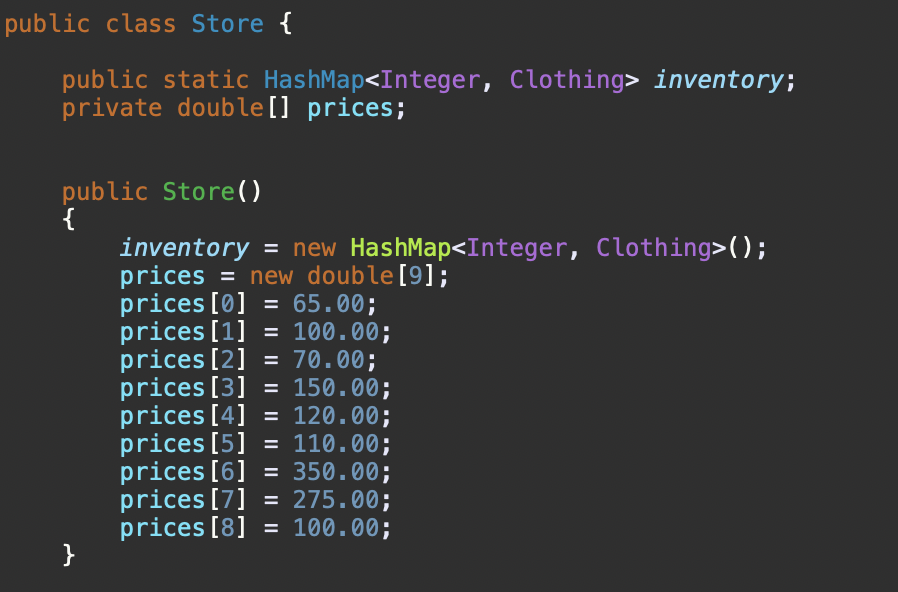 public class Store {
public static HashMap<Integer, Clothing> inventory;
private double[] prices;
public Store()
{
inventory = new HashMap<Integer, Clothing>();
prices = new double[9];
prices[0] = 65.00;
prices[1] = 100.00;
prices[2] = 70.00;
prices[3] = 150.00;
prices[4] = 120.00;
prices[5] = 110.00;
prices[6] = 350.00;
prices[7] = 275.00;
prices[8] = 100.00;
}